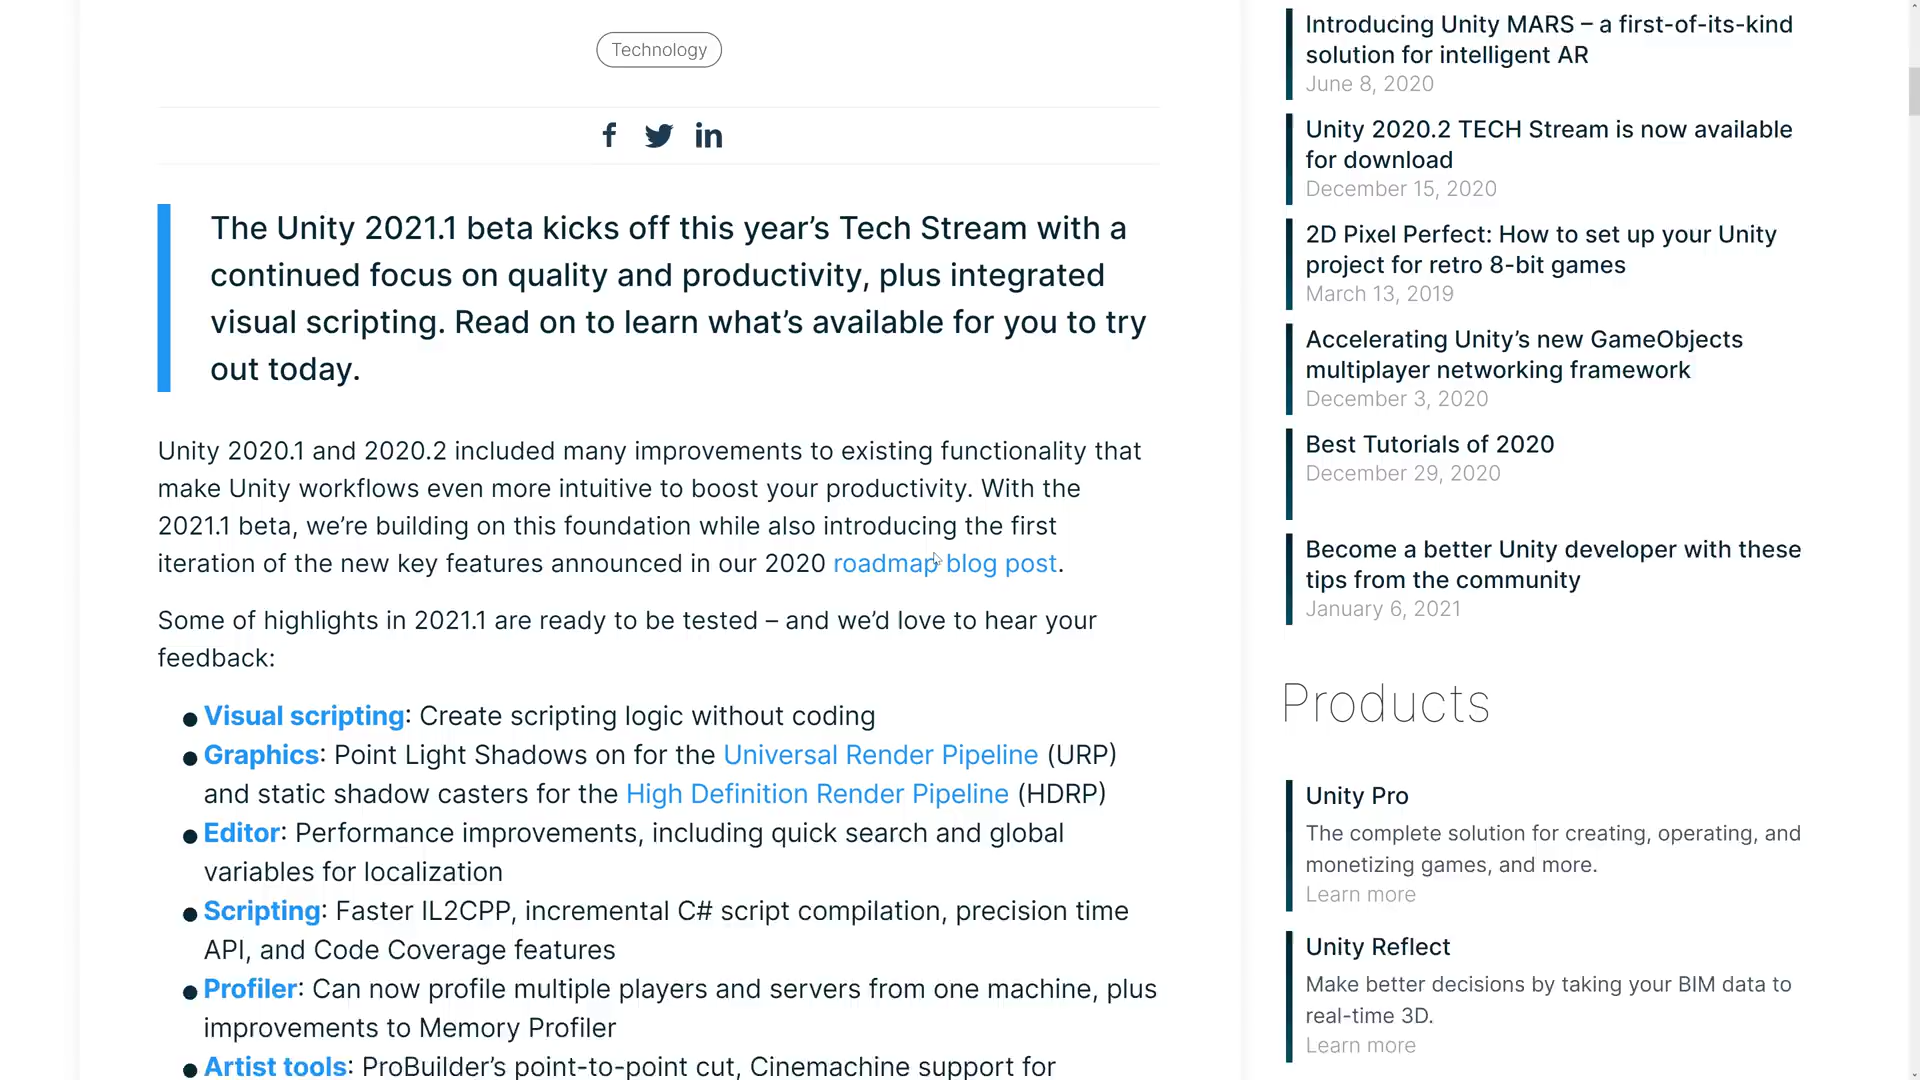 Technology
The Unity 2021.1 beta kicks off this year’s Tech Stream with a
continued focus on quality and productivity, plus integrated
visual scripting. Read on to learn what’s available for you to try
out today.
Unity 2020.1 and 2020.2 included many improvements to existing functionality that
make Unity workflows even more intuitive to boost your productivity. With the
2021.1 beta, we’re building on this foundation while also introducing the first
iteration of the new key features announced in our 2020 roadmap blog post.
Some of highlights in 2021.1 are ready to be tested – and we’d love to hear your
feedback:
Visual scripting: Create scripting logic without coding
Graphics: Point Light Shadows on for the Universal Render Pipeline (URP)
and static shadow casters for the High Definition Render Pipeline (HDRP)
Editor: Performance improvements, including quick search and global
variables for localization
Scripting: Faster IL2CPP, incremental C# script compilation, precision time
API, and Code Coverage features
Profiler: Can now profile multiple players and servers from one machine, plus
improvements to Memory Profiler
Artist tools: ProBuilder’s point-to-point cut, Cinemachine support for
Introducing Unity MARS – a first-of-its-kind
solution for intelligent AR
June 8, 2020
Unity 2020.2 TECH Stream is now available
for download
December 15, 2020
2D Pixel Perfect: How to set up your Unity
project for retro 8-bit games
March 13, 2019
Accelerating Unity’s new GameObjects
multiplayer networking framework
December 3, 2020
Best Tutorials of 2020
December 29, 2020
Become a better Unity developer with these
tips from the community
January 6, 2021
Products
Unity Pro
The complete solution for creating, operating, and
monetizing games, and more.
Learn more
Unity Reflect
Make better decisions by taking your BIM data to
real-time 3D.
Learn more